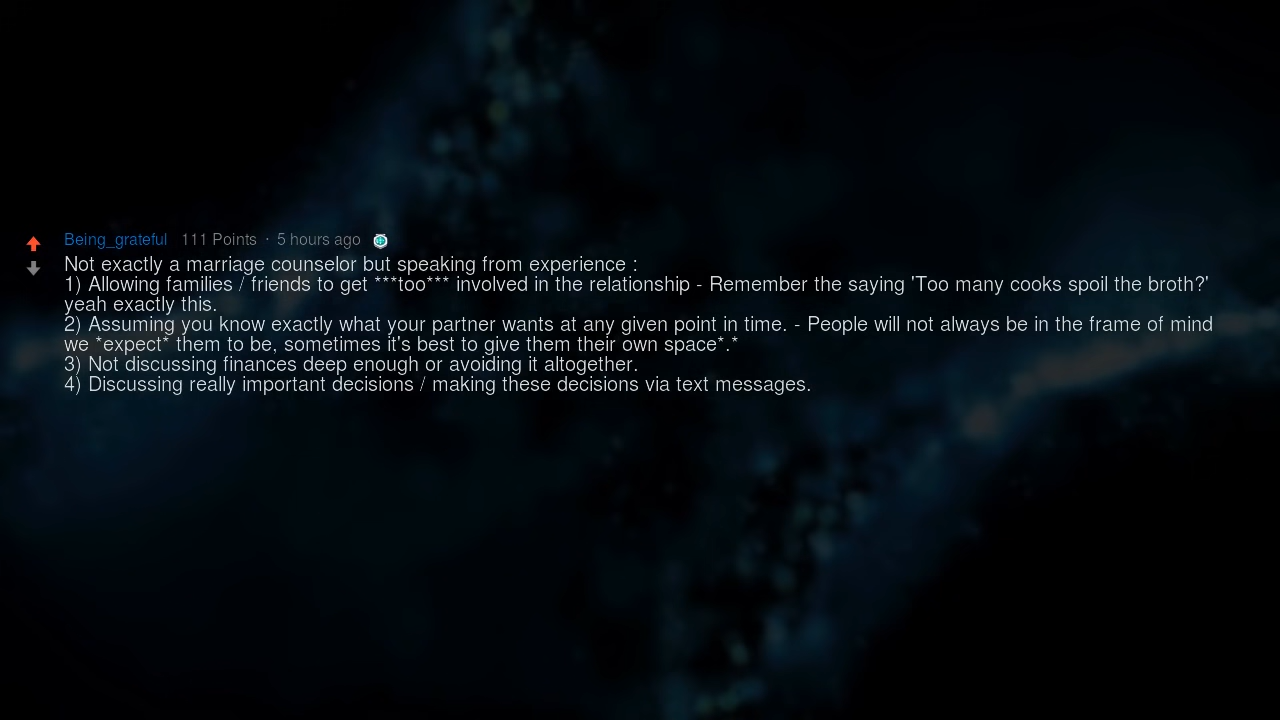 Being_grateful 111 Points · 5 hours ago
Not exactly a marriage counselor but speaking from experience :
1) Allowing families / friends to get ***too*** involved in the relationship - Remember the saying 'Too many cooks spoil the broth?'
yeah exactly this.
2) Assuming you know exactly what your partner wants at any given point in time. - People will not always be in the frame of mind
we *expect* them to be, sometimes it's best to give them their own space*.*
3) Not discussing finances deep enough or avoiding it altogether.
4) Discussing really important decisions / making these decisions via text messages.